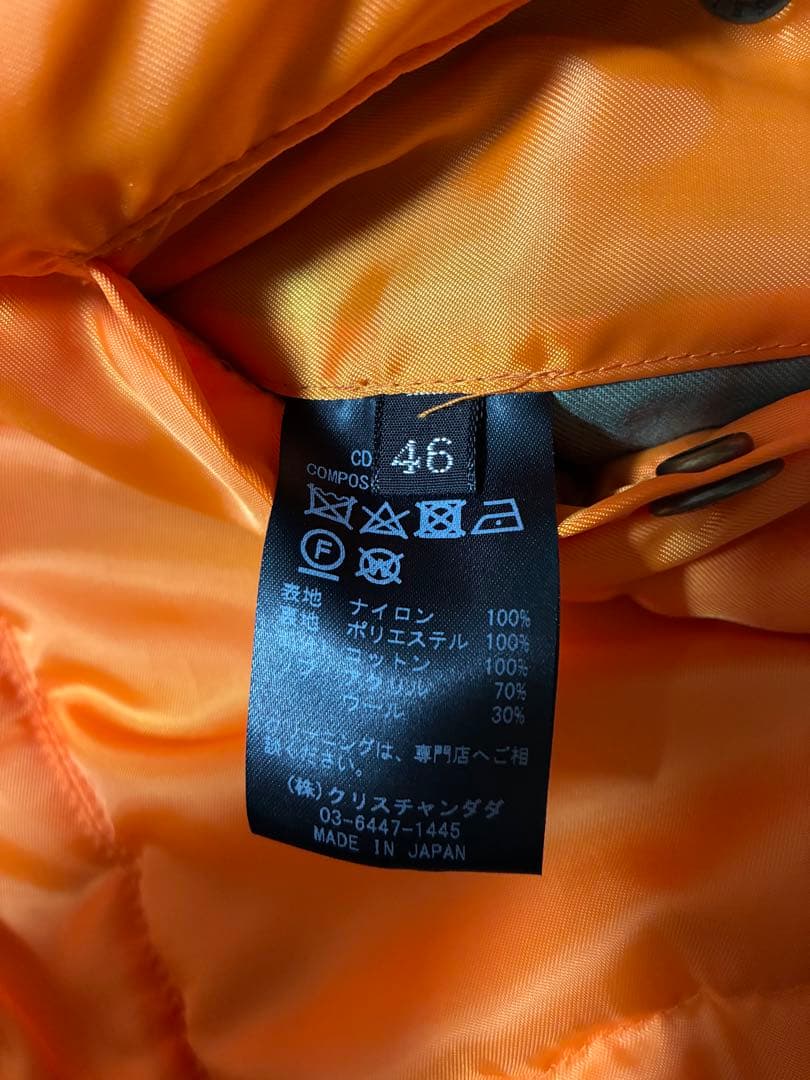 46
CD
COMPOS
F
W
表地 ナイロン 100%
表地 ポリエステル 100%
コットン 100%
リブ アクリル 70%
ウール 30%
クリーニングは、専門店へご相
談ください。
(株)クリスチャンダダ
03-6447-1445
MADE IN JAPAN